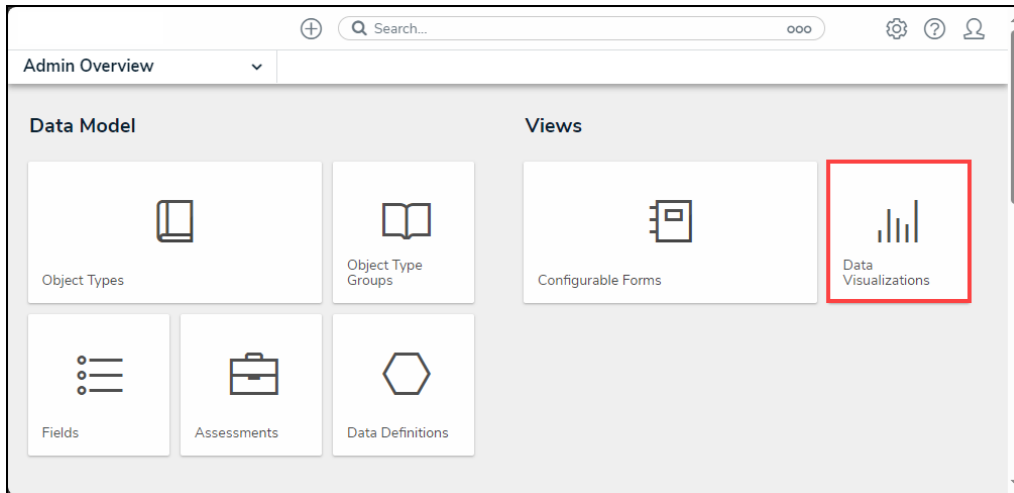 Search...
Admin Overview
Data Model
Views
Object Types
Object Type
Groups
Configurable Forms
Data
Visualizations
Fields
Assessments
Data Definitions